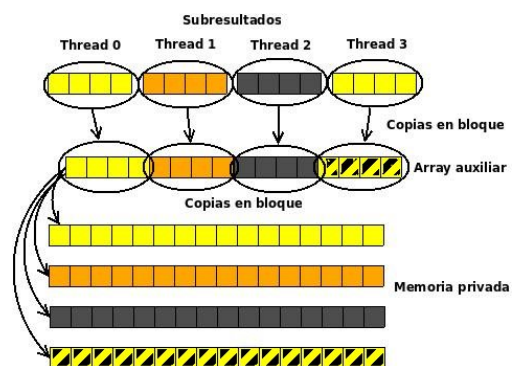 Subresultados
Thread 0
Thread 1
Thread 2
Thread 3
Copias en bloque
Array auxiliar
Copias en bloque
Memoria privada